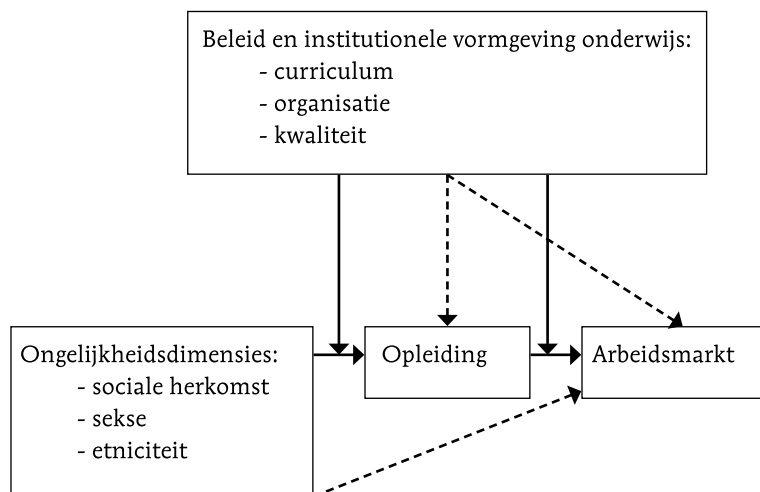 Beleid en institutionele vormgeving onderwijs:
- curriculum
- organisatie
- kwaliteit
Ongelijkheidsdimensies:
- sociale herkomst
- sekse
- etniciteit
Opleiding
Arbeidsmarkt